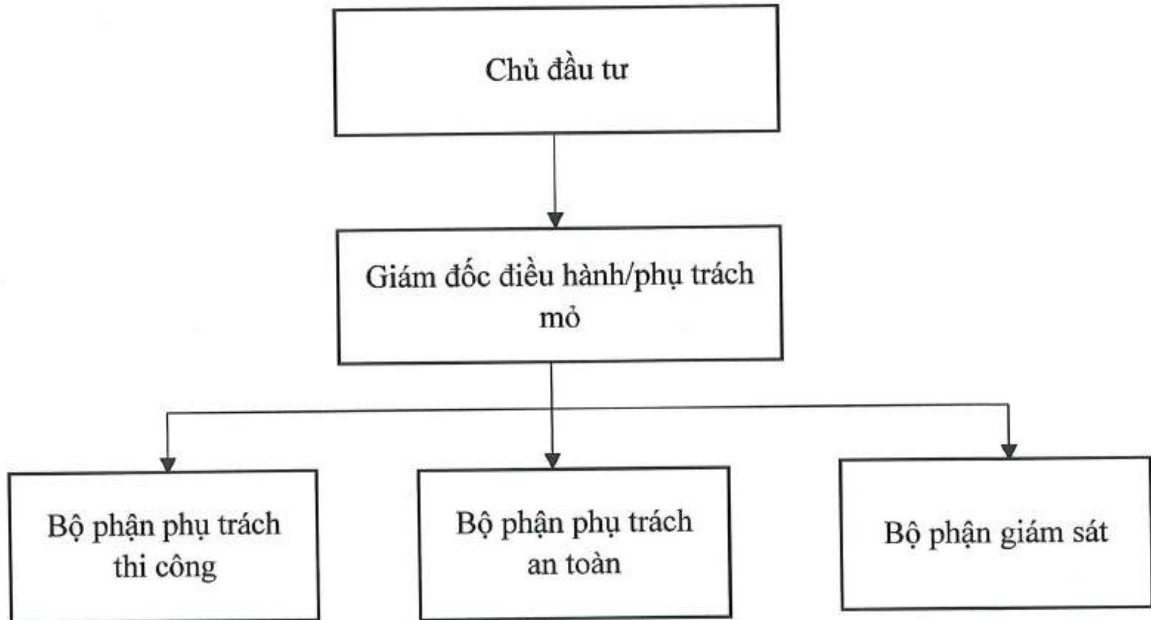 Chủ đầu tư
Giám đốc điều hành/phụ trách
mỏ
Bộ phận phụ trách
thi công
Bộ phận phụ trách
an toàn
Bộ phận giám sát